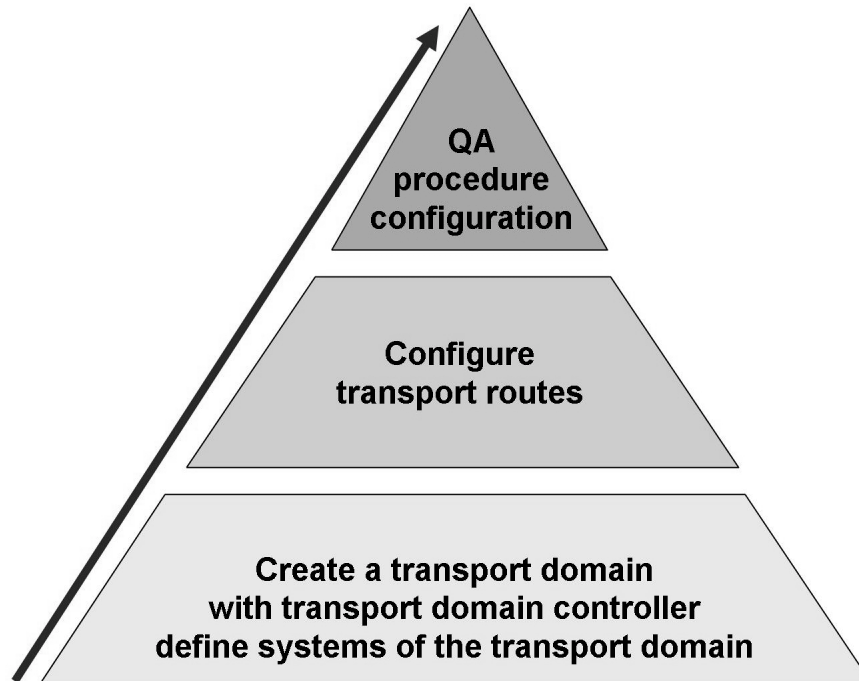 QA
procedure
configuration
Configure
transport routes
Create a transport domain
with transport domain controller
define systems of the transport domain